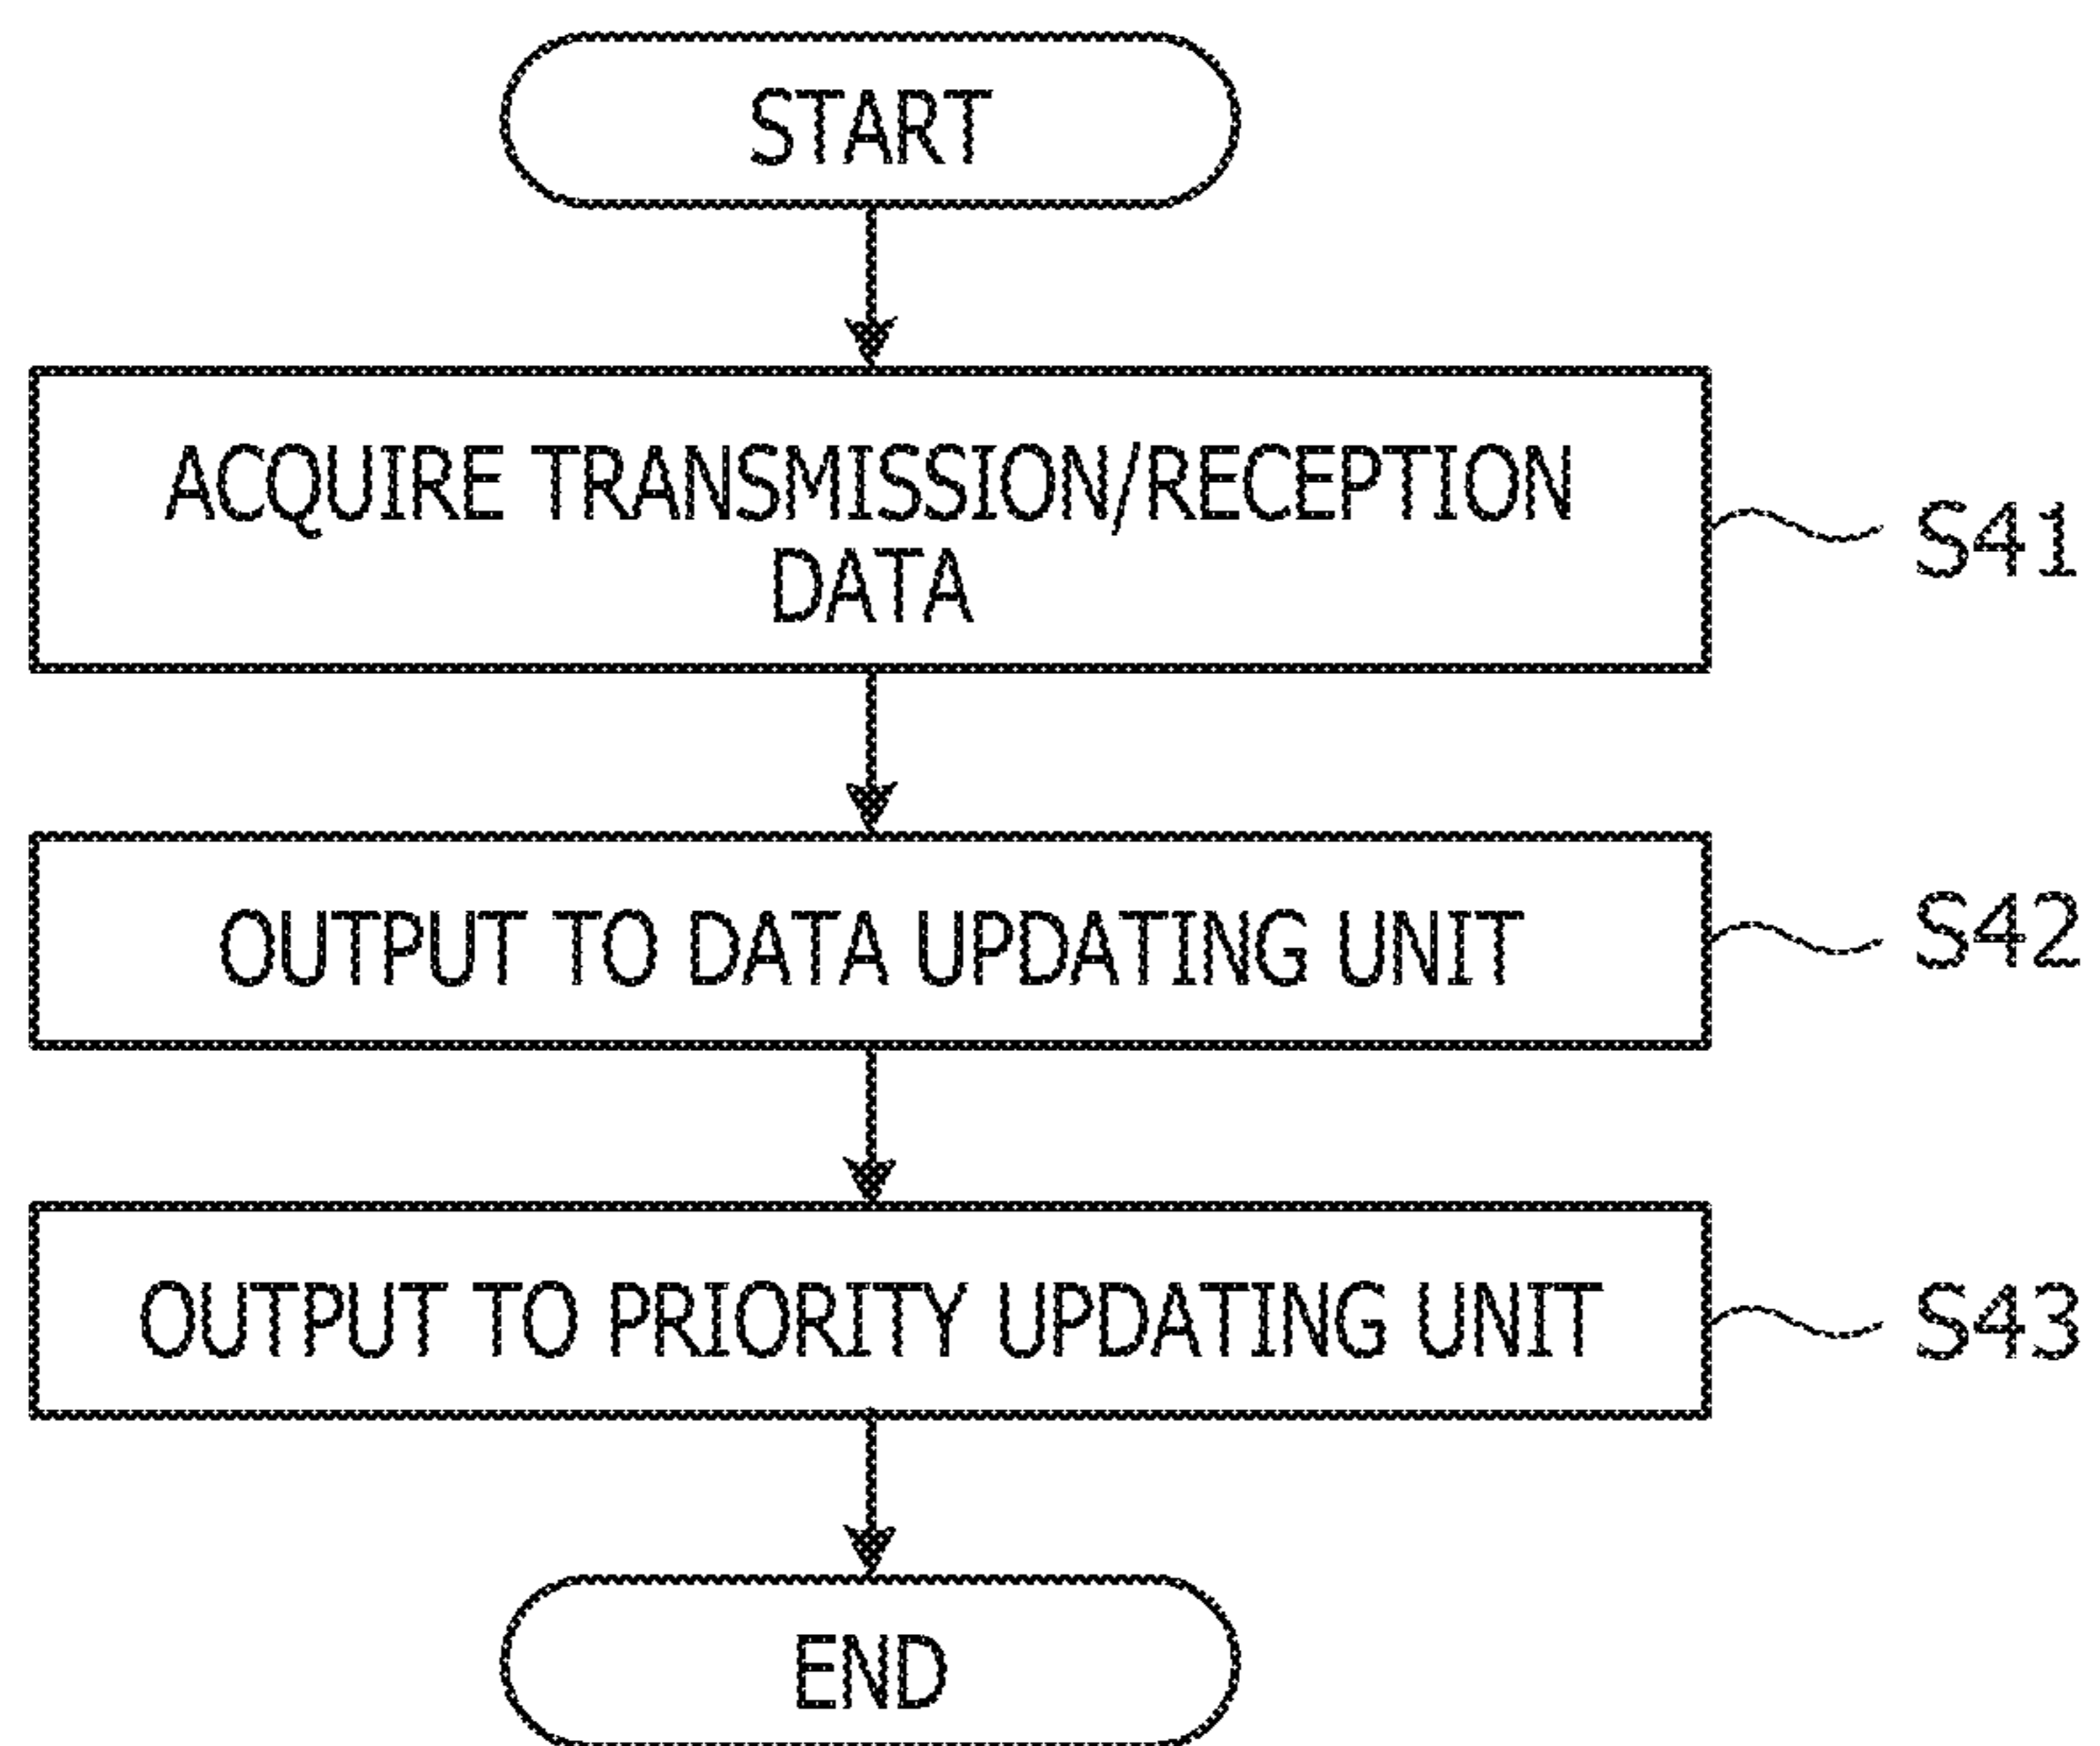 START
ACQUIRE TRANSMISSION/RECEPTION
DATA
S41
OUTPUT TO DATA UPDATING UNIT
S42
OUTPUT TO PRIORITY UPDATING UNIT
S43
END